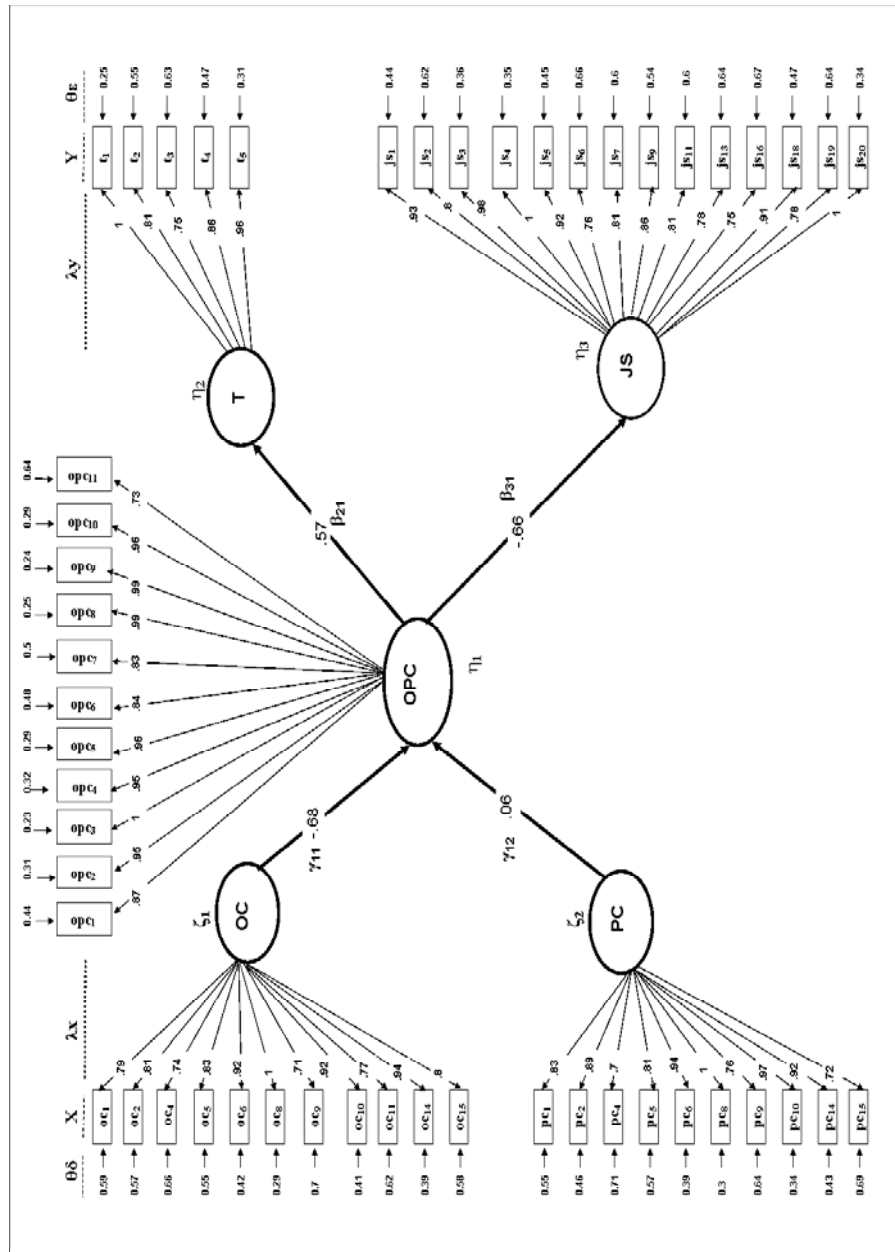 θδ X λx λy Y θε
0.44 0.31 0.23 0.32 0.29 0.48 0.5 0.25 0.24 0.29 0.64
opc1 opc2 opc3 opc4 opc5 opc6 opc7 opc8 opc9 opc10 opc11
.87 .95 1 .95 .96 .84 .83 .99 .99 .96 .73
0.59 oc1 .79
0.57 oc2 .81
0.66 oc4 .74
0.55 oc5 .83
0.42 oc6 .92
0.29 oc8 1
0.7 oc9 .71
0.41 oc10 .92
0.62 oc11 .77
0.39 oc14 .94
0.58 oc15 .8
ζ1
OC
γ11 -.68
0.55 pc1 .83
0.46 pc2 .89
0.71 pc4 .7
0.57 pc5 .81
0.39 pc6 .94
0.3 pc8 1
0.64 pc9 .76
0.34 pc10 .97
0.43 pc14 .92
0.69 pc15 .72
ζ2
PC
γ12 .06
OPC
η1
.57 β21
-.66 β31
η2
T
1 t1 0.25
.81 t2 0.55
.75 t3 0.63
.86 t4 0.47
.96 t5 0.31
η3
JS
.93 js1 0.44
.8 js2 0.62
.98 js3 0.36
1 js4 0.35
.92 js5 0.45
.76 js6 0.66
.81 js7 0.6
.86 js9 0.54
.81 js11 0.6
.78 js13 0.64
.75 js16 0.67
.91 js18 0.47
.78 js19 0.64
1 js20 0.34